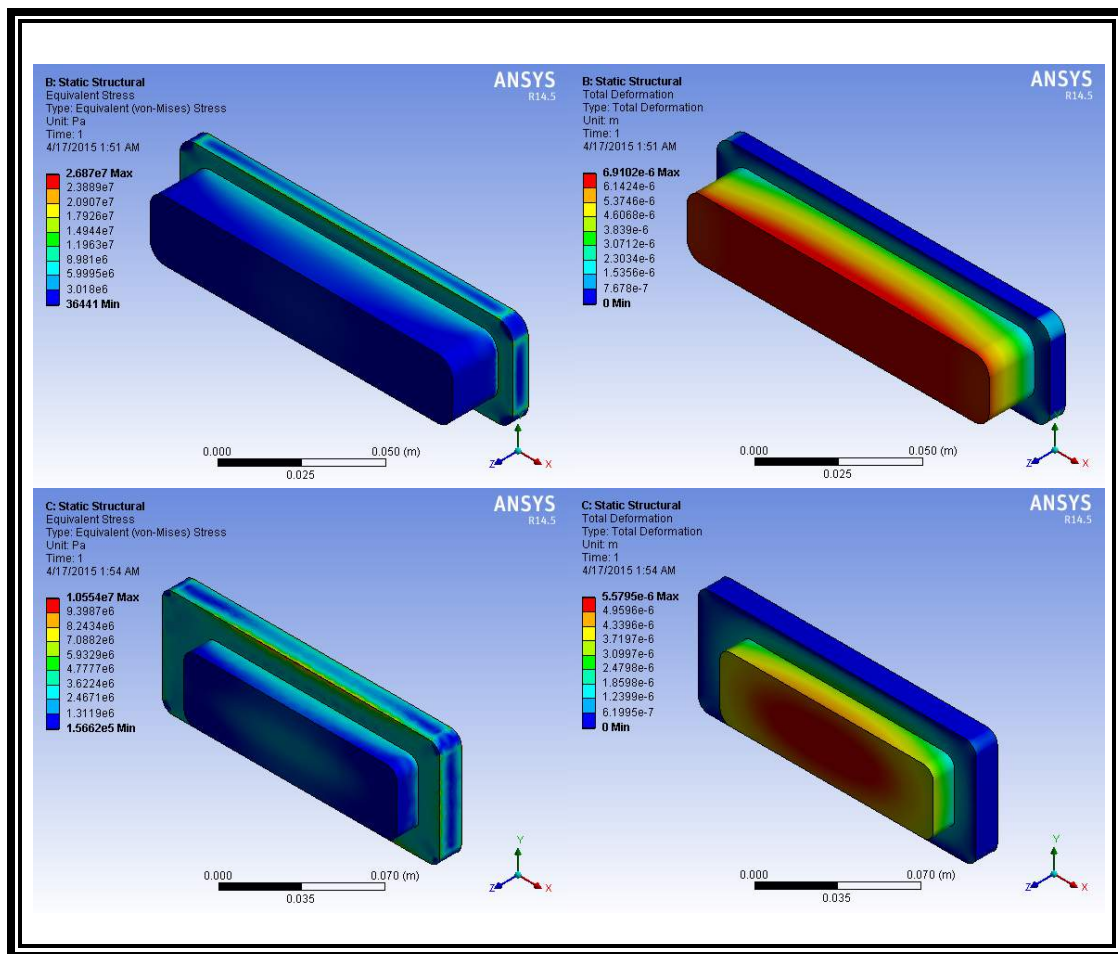 B: Static Structural
Equivalent Stress
Type: Equivalent (von-Mises) Stress
Unit: Pa
Time: 1
4/17/2015 1:51 AM
2.687e7 Max
2.3889e7
2.0907e7
1.7926e7
1.4944e7
1.1963e7
8.981e6
5.9995e6
3.018e6
36441 Min
ANSYS
R14.5
0.000
0.050 (m)
0.025
Z
X
B: Static Structural
Total Deformation
Type: Total Deformation
Unit: m
Time: 1
4/17/2015 1:51 AM
6.9102e-6 Max
6.1424e-6
5.3746e-6
4.6068e-6
3.839e-6
3.0712e-6
2.3034e-6
1.5356e-6
7.678e-7
0 Min
ANSYS
R14.5
0.000
0.050 (m)
0.025
Z
X
C: Static Structural
Equivalent Stress
Type: Equivalent (von-Mises) Stress
Unit: Pa
Time: 1
4/17/2015 1:54 AM
1.0554e7 Max
9.3987e6
8.2434e6
7.0882e6
5.9329e6
4.7777e6
3.6224e6
2.4671e6
1.3119e6
1.5662e5 Min
ANSYS
R14.5
0.000
0.070 (m)
0.035
Y
Z
X
C: Static Structural
Total Deformation
Type: Total Deformation
Unit: m
Time: 1
4/17/2015 1:54 AM
5.5795e-6 Max
4.9596e-6
4.3396e-6
3.7197e-6
3.0997e-6
2.4798e-6
1.8598e-6
1.2399e-6
6.1995e-7
0 Min
ANSYS
R14.5
0.000
0.070 (m)
0.035
Y
Z
X